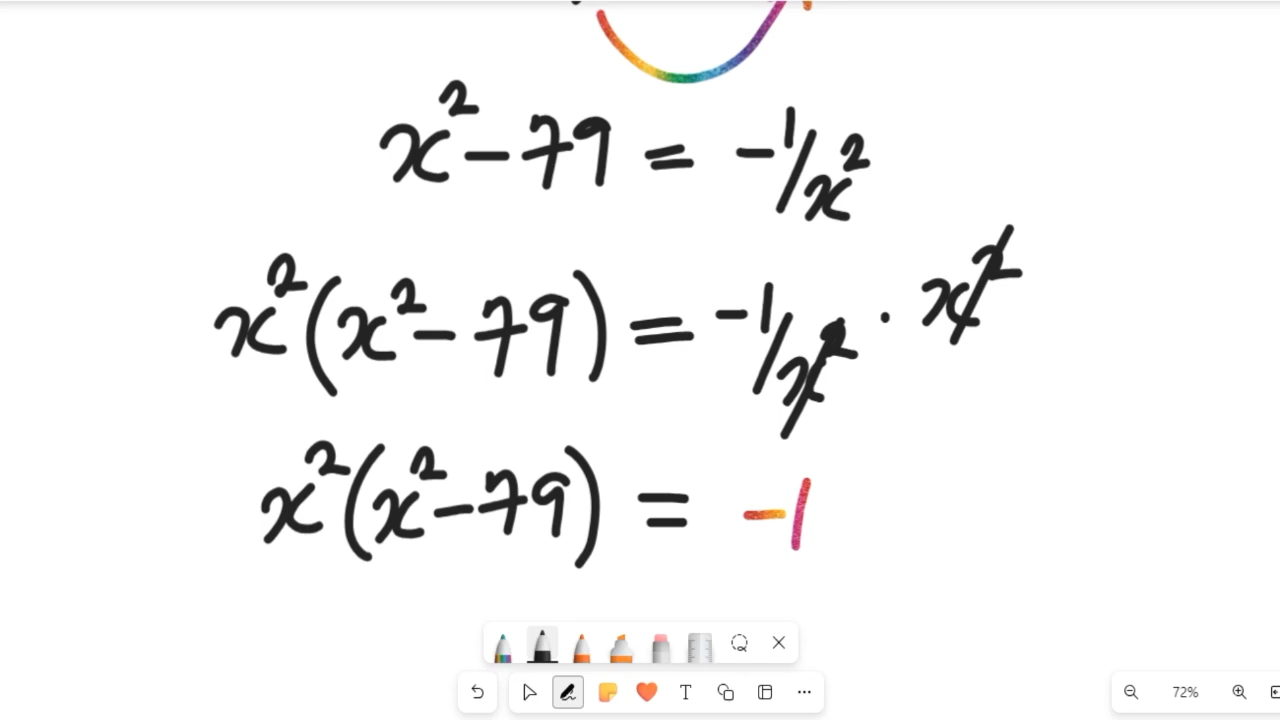 x² - 79 = -1/x²
x²(x² - 79) = -1/x² · x²
x²(x² - 79) = -1
T
72%